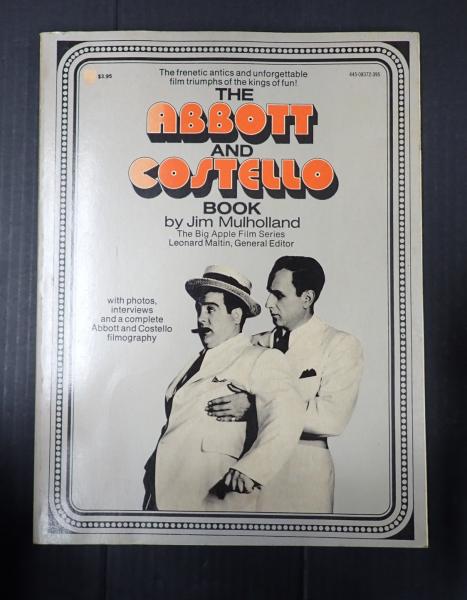 $3.95
445-08372-395
The frenetic antics and unforgettable
film triumphs of the kings of fun!
THE
ABBOTT
AND
COSTELLO
BOOK
by Jim Mulholland
The Big Apple Film Series
Leonard Maltin, General Editor
with photos,
interviews
and a complete
Abbott and Costello
filmography